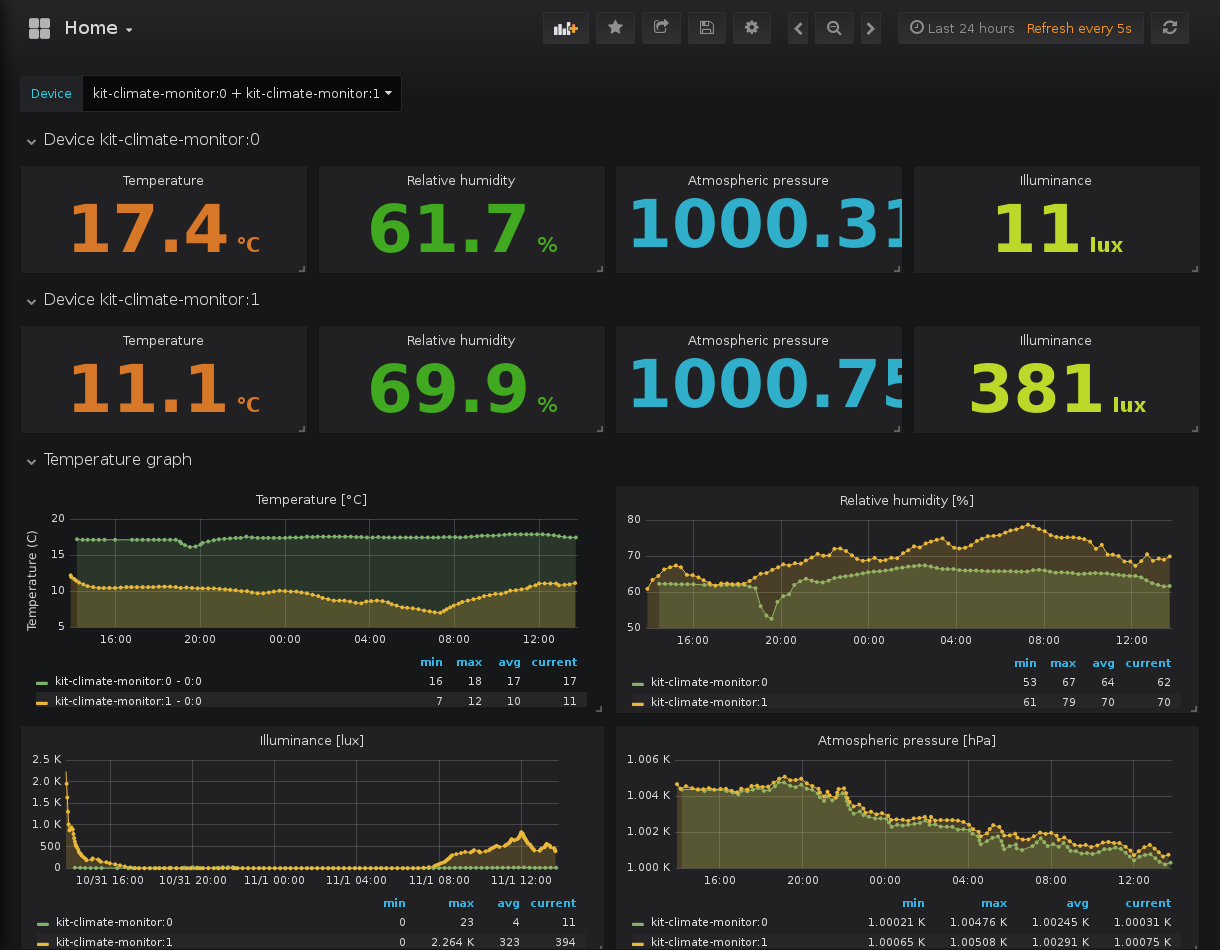 Home
Last 24 hours Refresh every 5s
Device kit-climate-monitor:0 + kit-climate-monitor:1
Device kit-climate-monitor:0
Temperature Relative humidity Atmospheric pressure Illuminance
17.4 °C 61.7 % 1000.31 11 lux
Device kit-climate-monitor:1
Temperature Relative humidity Atmospheric pressure Illuminance
11.1 °C 69.9 % 1000.75 381 lux
Temperature graph
Temperature [°C]
Temperature (C)
20
15
10
5
16:00 20:00 00:00 04:00 08:00 12:00
min max avg current
kit-climate-monitor:0 - 0:0 16 18 17 17
kit-climate-monitor:1 - 0:0 7 12 10 11
Relative humidity [%]
80
70
60
50
16:00 20:00 00:00 04:00 08:00 12:00
min max avg current
kit-climate-monitor:0 53 67 64 62
kit-climate-monitor:1 61 79 70 70
Illuminance [lux]
2.5 K
2.0 K
1.5 K
1.0 K
500
0
10/31 16:00 10/31 20:00 11/1 00:00 11/1 04:00 11/1 08:00 11/1 12:00
min max avg current
kit-climate-monitor:0 0 23 4 11
kit-climate-monitor:1 0 2.264 K 323 394
Atmospheric pressure [hPa]
1.006 K
1.004 K
1.002 K
1.000 K
16:00 20:00 00:00 04:00 08:00 12:00
min max avg current
kit-climate-monitor:0 1.00021 K 1.00476 K 1.00245 K 1.00031 K
kit-climate-monitor:1 1.00065 K 1.00508 K 1.00291 K 1.00075 K